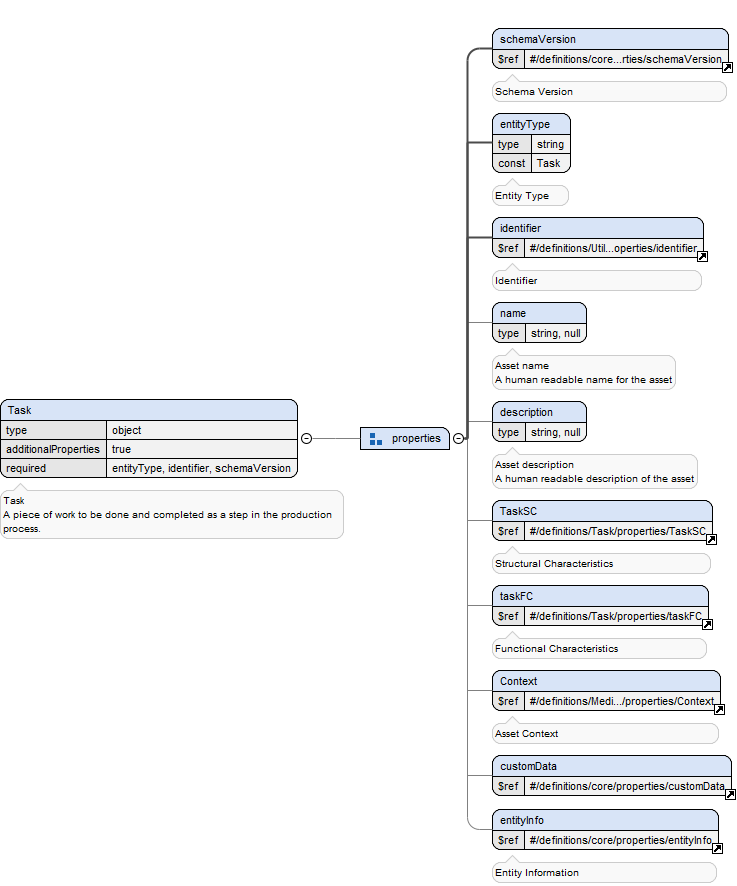 Task
type object
additionalProperties true
required entityType, identifier, schemaVersion
Task
A piece of work to be done and completed as a step in the production
process.
properties
schemaVersion
$ref #/definitions/core...rties/schemaVersion
Schema Version
entityType
type string
const Task
Entity Type
identifier
$ref #/definitions/Util...operties/identifier
Identifier
name
type string, null
Asset name
A human readable name for the asset
description
type string, null
Asset description
A human readable description of the asset
TaskSC
$ref #/definitions/Task/properties/TaskSC
Structural Characteristics
taskFC
$ref #/definitions/Task/properties/taskFC
Functional Characteristics
Context
$ref #/definitions/Medi.../properties/Context
Asset Context
customData
$ref #/definitions/core/properties/customData
entityInfo
$ref #/definitions/core/properties/entityInfo
Entity Information